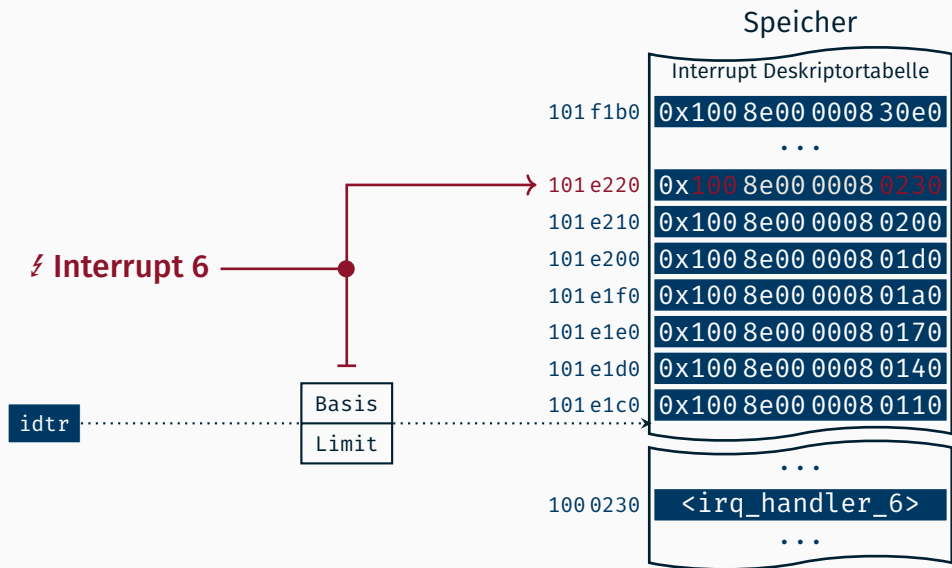 Speicher
Interrupt Deskriptortabelle
101 f1b0 0x100 8e00 0008 30e0
...
101 e220 0x100 8e00 0008 0230
101 e210 0x100 8e00 0008 0200
⚡ Interrupt 6
101 e200 0x100 8e00 0008 01d0
101 e1f0 0x100 8e00 0008 01a0
101 e1e0 0x100 8e00 0008 0170
101 e1d0 0x100 8e00 0008 0140
Basis
101 e1c0 0x100 8e00 0008 0110
idtr
Limit
...
100 0230 <irq_handler_6>
...